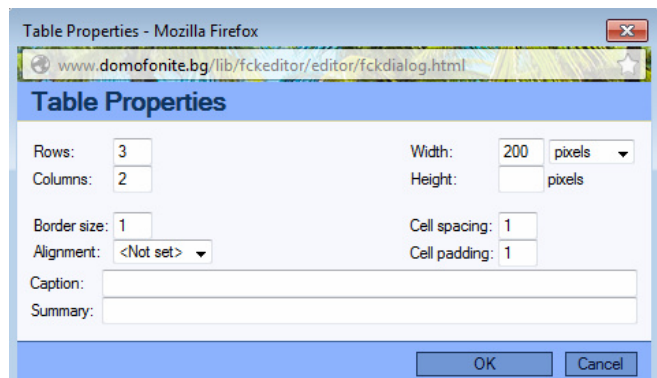 Table Properties - Mozilla Firefox
www.domofonite.bg/lib/fckeditor/editor/fckdialog.html
Table Properties
Rows: 3 Width: 200 pixels
Columns: 2 Height: pixels
Border size: 1 Cell spacing: 1
Alignment: <Not set> Cell padding: 1
Caption:
Summary:
OK Cancel